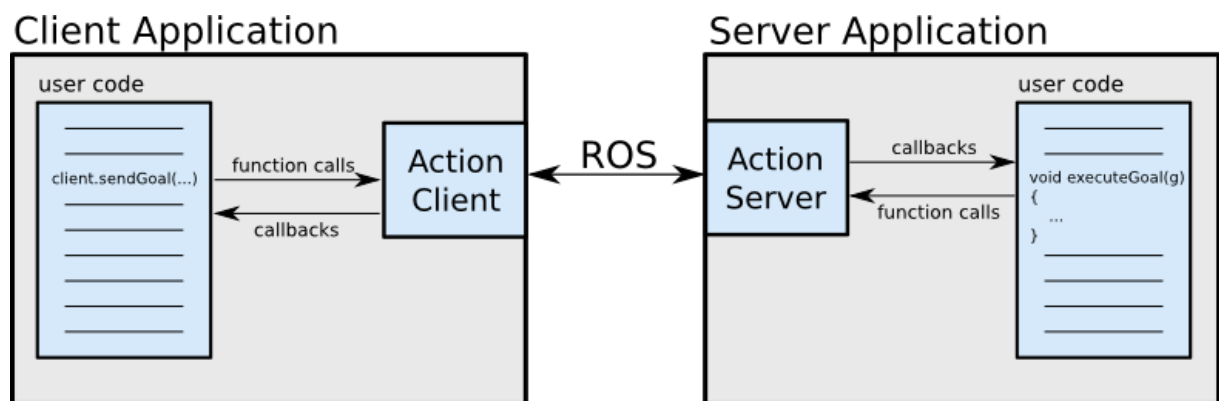 Client Application
user code
client.sendGoal(...)
function calls
callbacks
Action
Client
ROS
Server Application
Action
Server
callbacks
function calls
user code
void executeGoal(g)
{
...
}